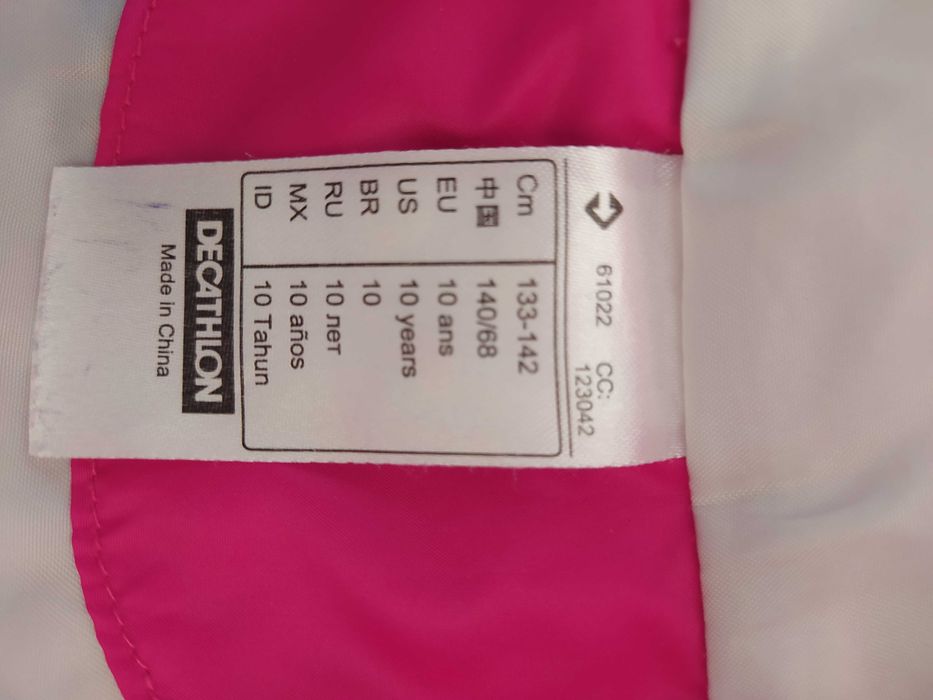 61022 CC:
123042
Cm 133-142
中国 140/68
EU 10 ans
US 10 years
BR 10
RU 10 лет
MX 10 años
ID 10 Tahun
DECATHLON
Made in China